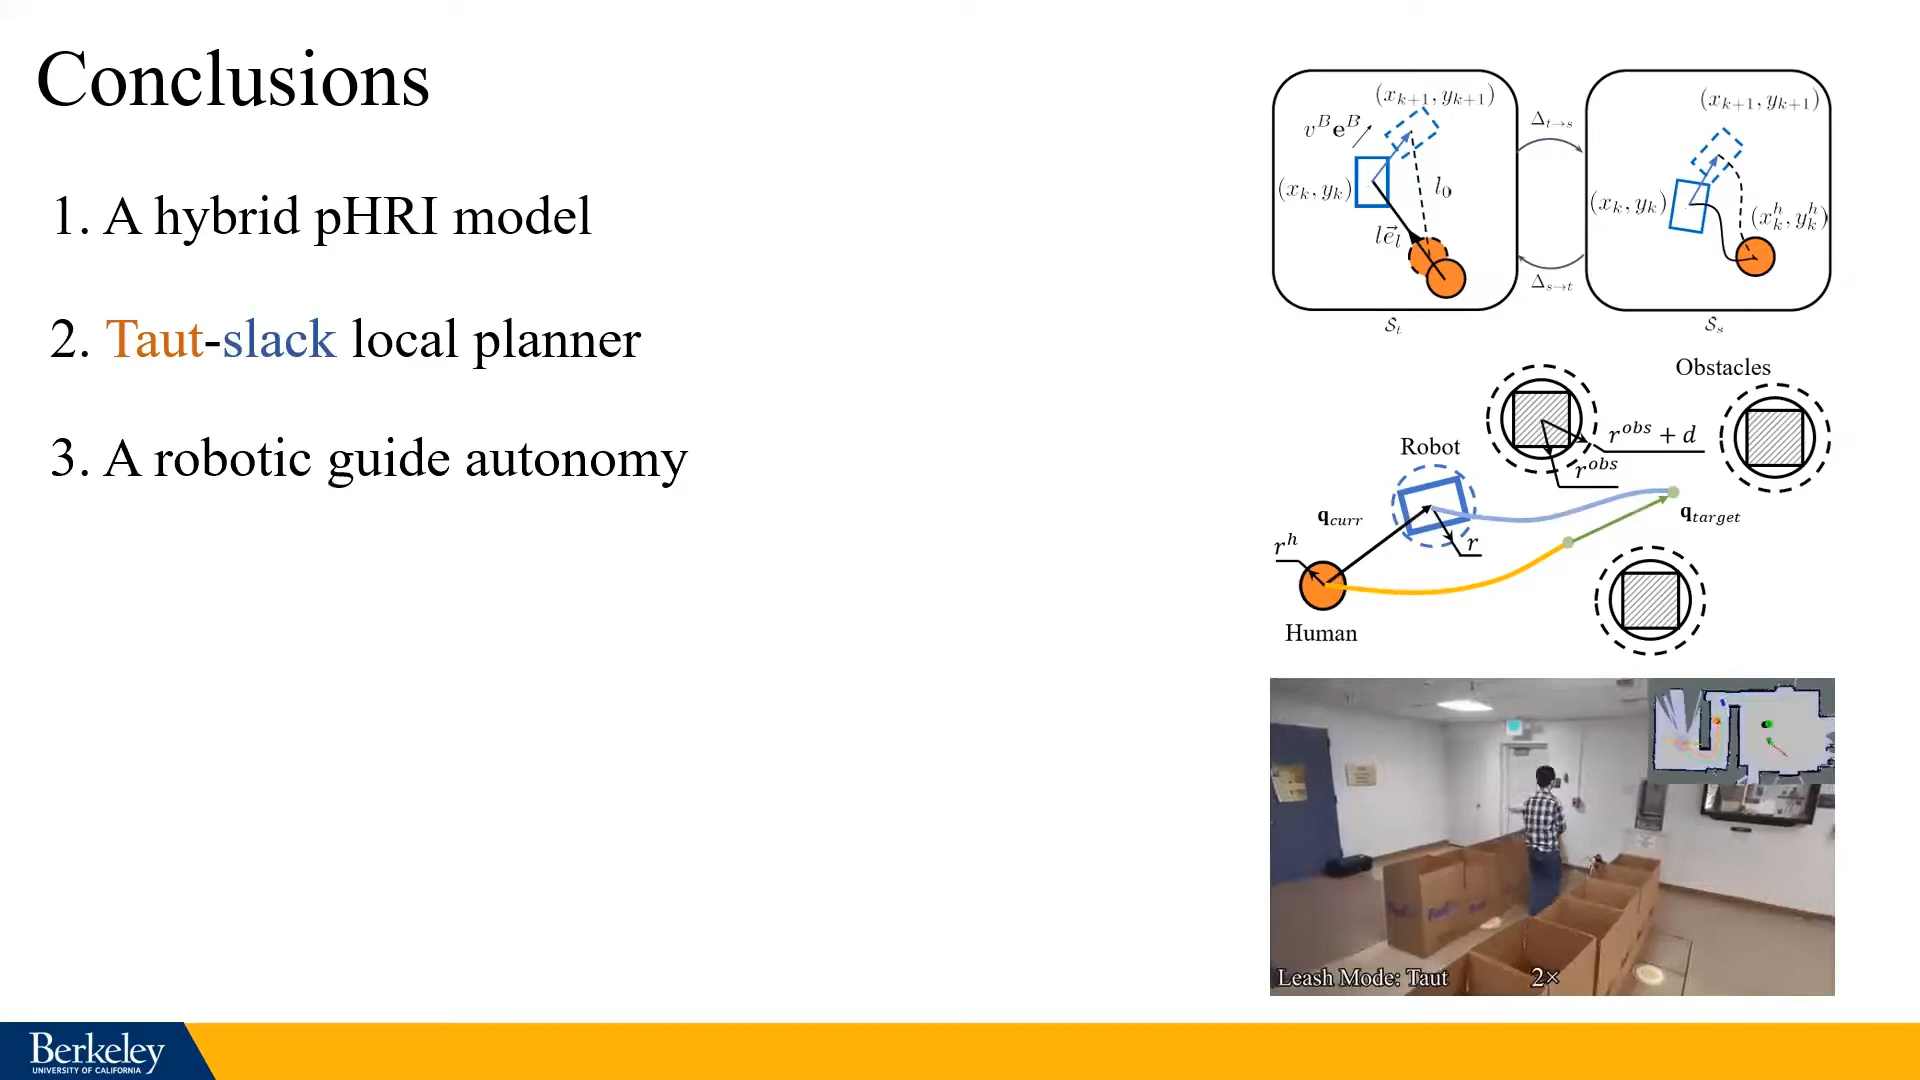 Conclusions
1. A hybrid pHRI model
2. Taut-slack local planner
3. A robotic guide autonomy
(x_{k+1}, y_{k+1})
v^B e^B
(x_k, y_k)
l_0
l\vec{e}_l
S_t
Δ_{t→s}
Δ_{s→t}
(x_{k+1}, y_{k+1})
(x_k, y_k)
(x_k^h, y_k^h)
S_s
Obstacles
r^{obs} + d
r^{obs}
Robot
q_{curr}
q_{target}
r^h
r
Human
Leash Mode: Taut
2×
Berkeley
UNIVERSITY OF CALIFORNIA